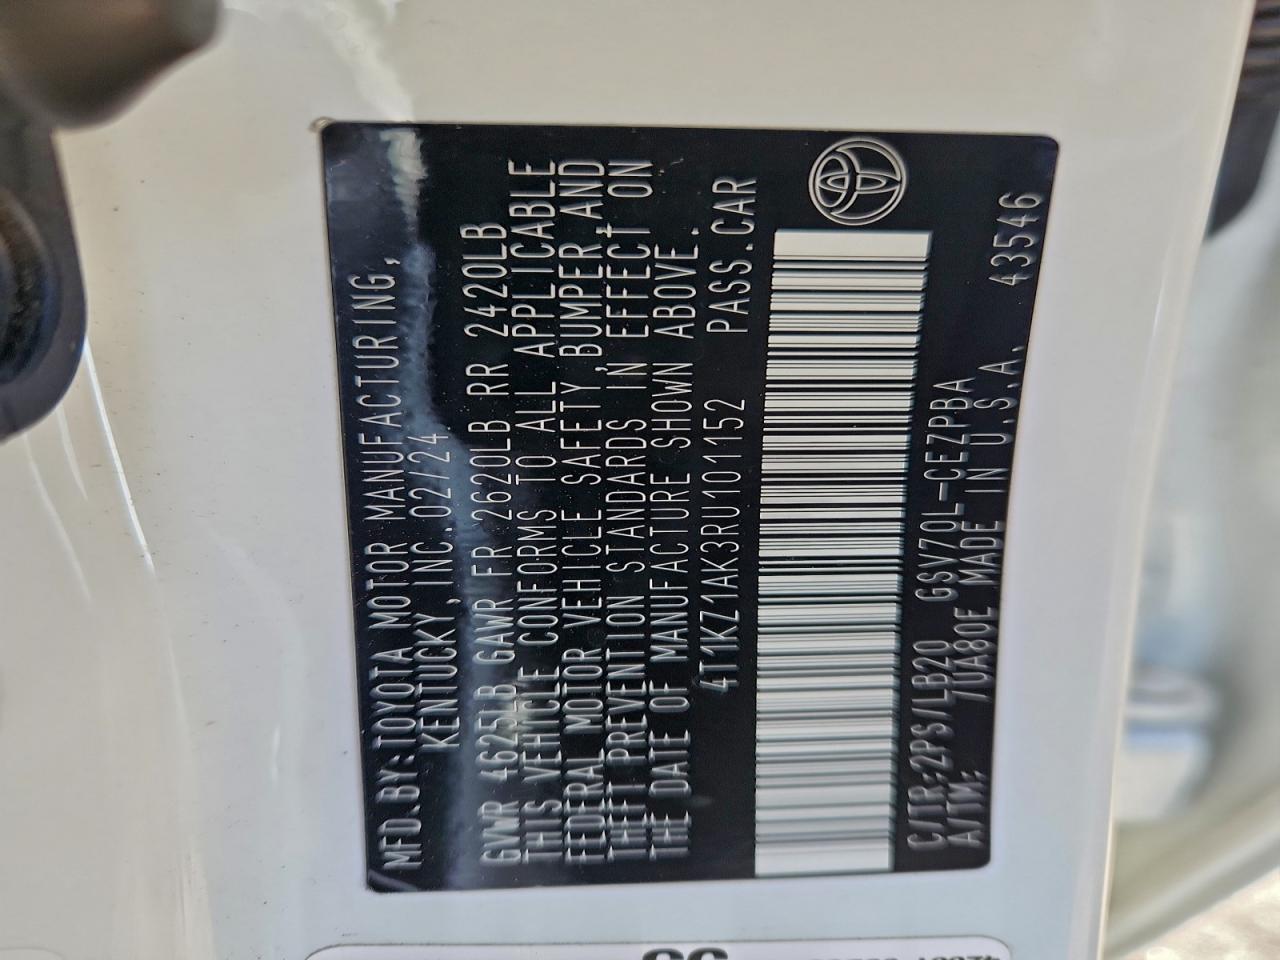 MFD.BY:TOYOTA MOTOR MANUFACTURING,
KENTUCKY,INC 02/24
GVWR 4625LB GAWR FR 2620LB RR 2420LB
THIS VEHICLE CONFORMS TO ALL APPLICABLE
FEDERAL MOTOR VEHICLE SAFETY,BUMPER,AND
THEFT PREVENTION STANDARDS IN EFFECT ON
THE DATE OF MANUFACTURE SHOWN ABOVE.
4T1KZ1AK3RU101152 PASS.CAR
C/TR:2PS/LB20 GSV70L-CEZPBA
A/TM: /UA80E MADE IN U.S.A. 43546